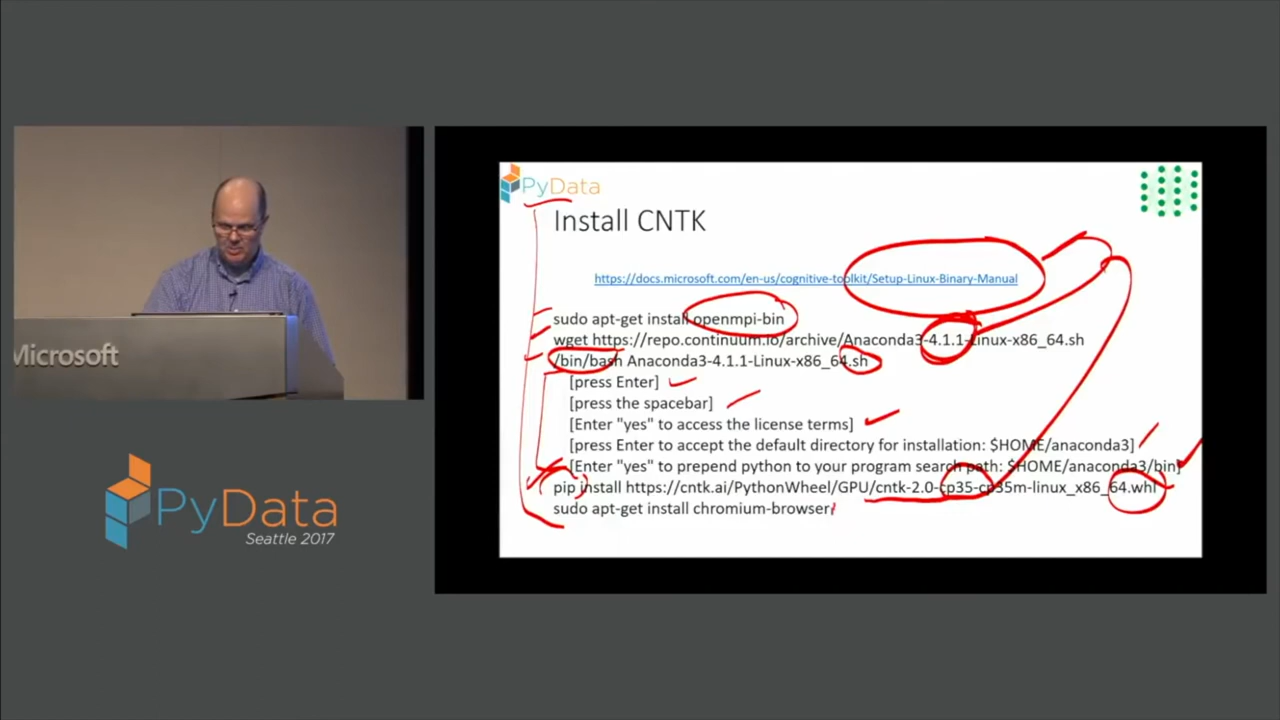 Microsoft
PyData
Seattle 2017
PyData
Install CNTK
https://docs.microsoft.com/en-us/cognitive-toolkit/Setup-Linux-Binary-Manual
sudo apt-get install openmpi-bin
wget https://repo.continuum.io/archive/Anaconda3-4.1.1-Linux-x86_64.sh
/bin/bash Anaconda3-4.1.1-Linux-x86_64.sh
[press Enter]
[press the spacebar]
[Enter "yes" to access the license terms]
[press Enter to accept the default directory for installation: $HOME/anaconda3]
[Enter "yes" to prepend python to your program search path: $HOME/anaconda3/bin]
pip install https://cntk.ai/PythonWheel/GPU/cntk-2.0-cp35-cp35m-linux_x86_64.whl
sudo apt-get install chromium-browser